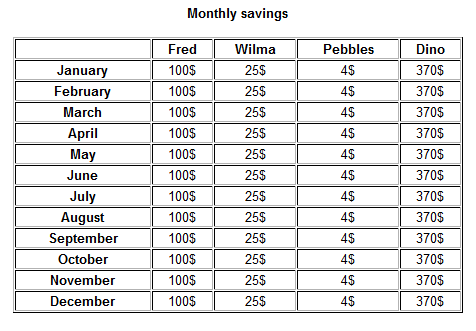 Monthly savings
Fred Wilma Pebbles Dino
January 100$ 25$ 4$ 370$
February 100$ 25$ 4$ 370$
March 100$ 25$ 4$ 370$
April 100$ 25$ 4$ 370$
May 100$ 25$ 4$ 370$
June 100$ 25$ 4$ 370$
July 100$ 25$ 4$ 370$
August 100$ 25$ 4$ 370$
September 100$ 25$ 4$ 370$
October 100$ 25$ 4$ 370$
November 100$ 25$ 4$ 370$
December 100$ 25$ 4$ 370$